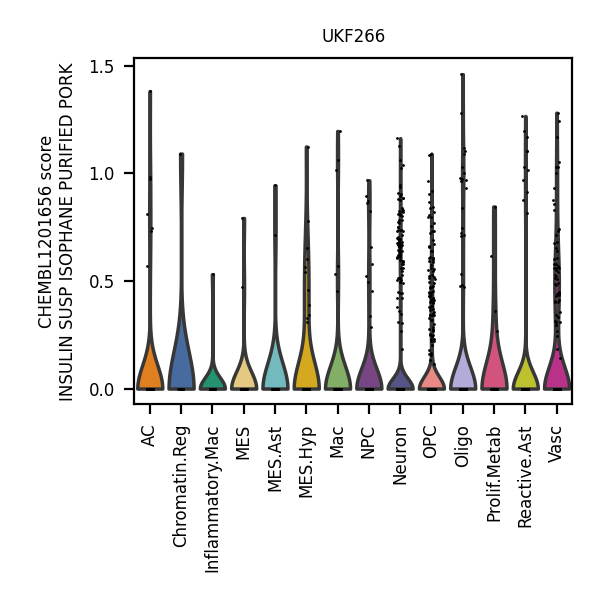 UKF266
CHEMBL1201656 score
INSULIN SUSP ISOPHANE PURIFIED PORK
1.5
1.0
0.5
0.0
AC
Chromatin.Reg
Inflammatory.Mac
MES
MES.Ast
MES.Hyp
Mac
NPC
Neuron
OPC
Oligo
Prolif.Metab
Reactive.Ast
Vasc